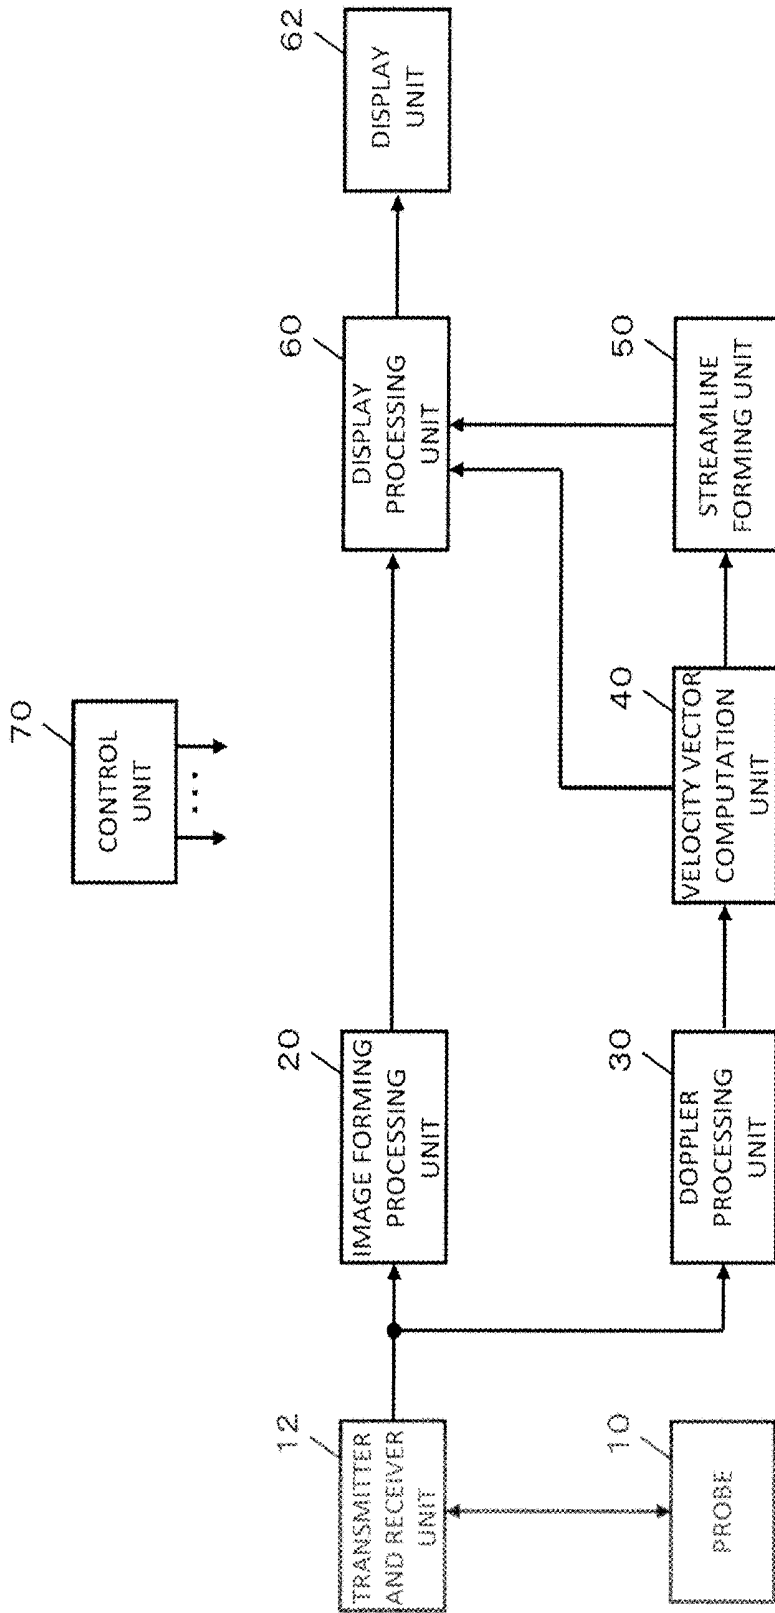 70
CONTROL
UNIT
12
TRANSMITTER
AND RECEIVER
UNIT
20
IMAGE FORMING
PROCESSING
UNIT
60
DISPLAY
PROCESSING
UNIT
62
DISPLAY
UNIT
10
PROBE
30
DOPPLER
PROCESSING
UNIT
40
VELOCITY VECTOR
COMPUTATION
UNIT
50
STREAMLINE
FORMING UNIT